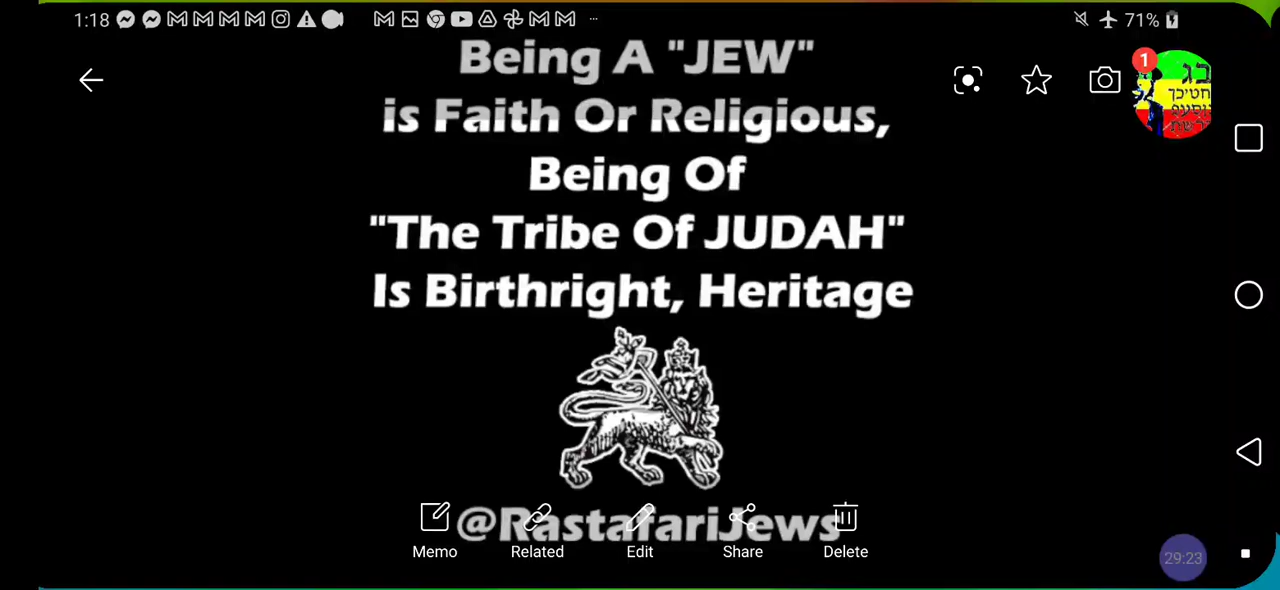 1:18
71%
Being A "JEW"
is Faith Or Religious,
Being Of
"The Tribe Of JUDAH"
Is Birthright, Heritage
@RastafariJews
Memo
Related
Edit
Share
Delete
1
29:23